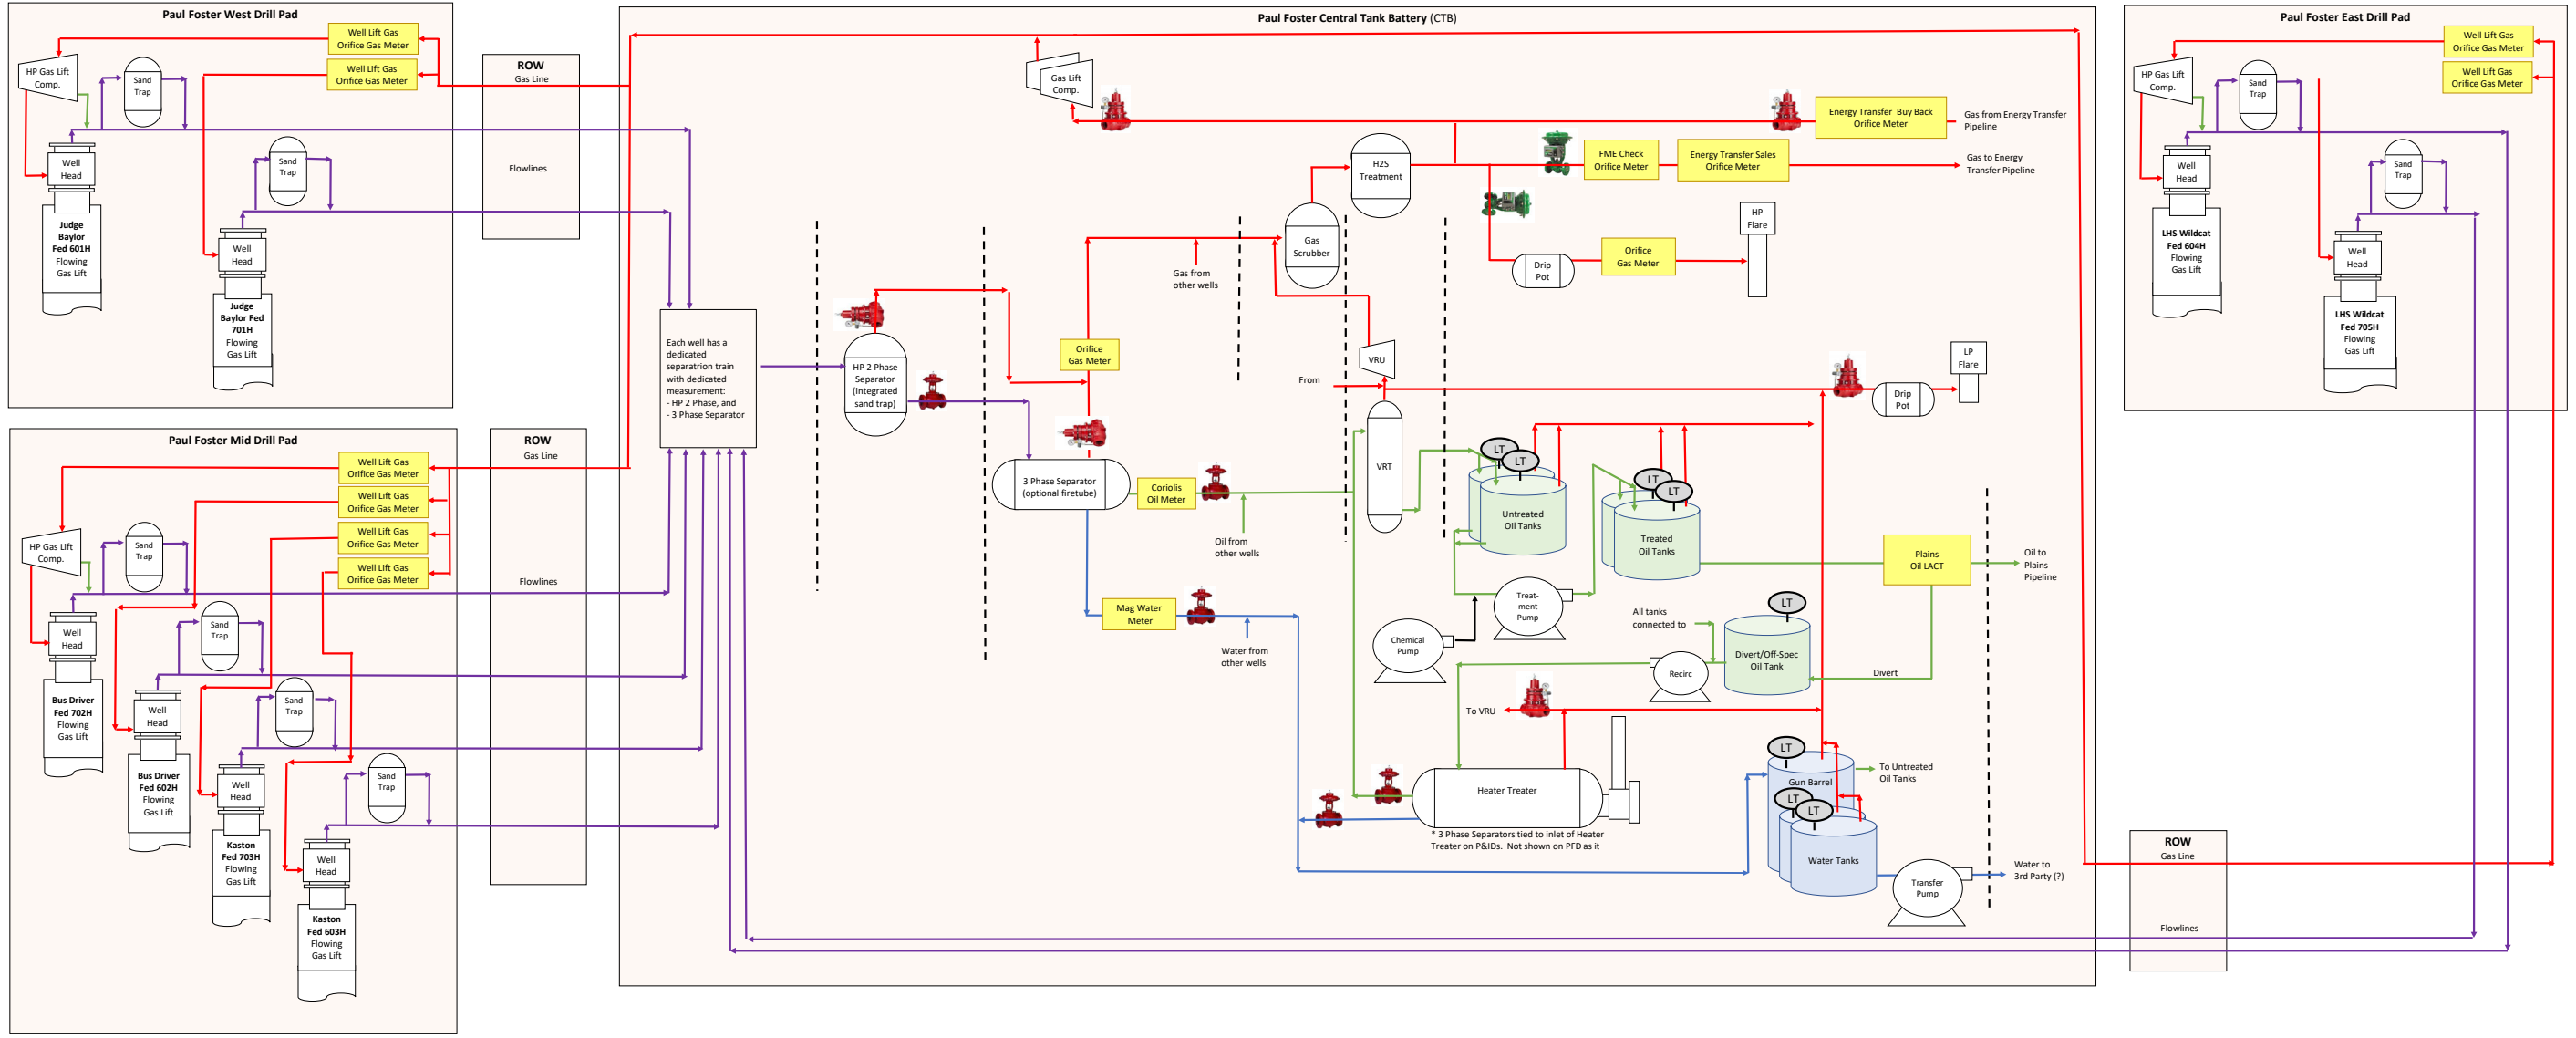 Paul Foster West Drill Pad
Well Lift Gas
Orifice Gas Meter
Well Lift Gas
Orifice Gas Meter
HP Gas Lift
Comp.
Sand
Trap
Sand
Trap
Well
Head
Judge
Baylor
Fed 601H
Flowing
Gas Lift
Well
Head
Judge
Baylor Fed
701H
Flowing
Gas Lift
ROW
Gas Line
Flowlines
Paul Foster Mid Drill Pad
Well Lift Gas
Orifice Gas Meter
Well Lift Gas
Orifice Gas Meter
Well Lift Gas
Orifice Gas Meter
Well Lift Gas
Orifice Gas Meter
HP Gas Lift
Comp.
Sand
Trap
Sand
Trap
Sand
Trap
Sand
Trap
Well
Head
Bus Driver
Fed 702H
Flowing
Gas Lift
Well
Head
Bus Driver
Fed 602H
Flowing
Gas Lift
Well
Head
Kaston
Fed 703H
Flowing
Gas Lift
Well
Head
Kaston
Fed 603H
Flowing
Gas Lift
ROW
Gas Line
Flowlines
Paul Foster Central Tank Battery (CTB)
Gas Lift
Comp.
Energy Transfer Buy Back
Orifice Meter
Gas from Energy Transfer
Pipeline
H2S
Treatment
FME Check
Orifice Meter
Energy Transfer Sales
Orifice Meter
Gas to Energy
Transfer Pipeline
Gas
Scrubber
HP
Flare
Drip
Pot
Orifice
Gas Meter
Gas from
other wells
Each well has a
dedicated
separatrion train
with dedicated
measurement:
- HP 2 Phase, and
- 3 Phase Separator
HP 2 Phase
Separator
(integrated
sand trap)
Orifice
Gas Meter
VRU
From
LP
Flare
Drip
Pot
3 Phase Separator
(optional firetube)
Coriolis
Oil Meter
Oil from
other wells
VRT
LT
LT
Untreated
Oil Tanks
LT
LT
Treated
Oil Tanks
Plains
Oil LACT
Oil to
Plains
Pipeline
Mag Water
Meter
Water from
other wells
Treat-
ment
Pump
Chemical
Pump
All tanks
connected to
LT
Divert/Off-Spec
Oil Tank
Recirc
Divert
To VRU
Heater Treater
* 3 Phase Separators tied to inlet of Heater
Treater on P&IDs. Not shown on PFD as it
LT
Gun Barrel
To Untreated
Oil Tanks
LT
LT
Water Tanks
Transfer
Pump
Water to
3rd Party (?)
Paul Foster East Drill Pad
Well Lift Gas
Orifice Gas Meter
Well Lift Gas
Orifice Gas Meter
HP Gas Lift
Comp.
Sand
Trap
Sand
Trap
Well
Head
LHS Wildcat
Fed 604H
Flowing
Gas Lift
Well
Head
LHS Wildcat
Fed 705H
Flowing
Gas Lift
ROW
Gas Line
Flowlines